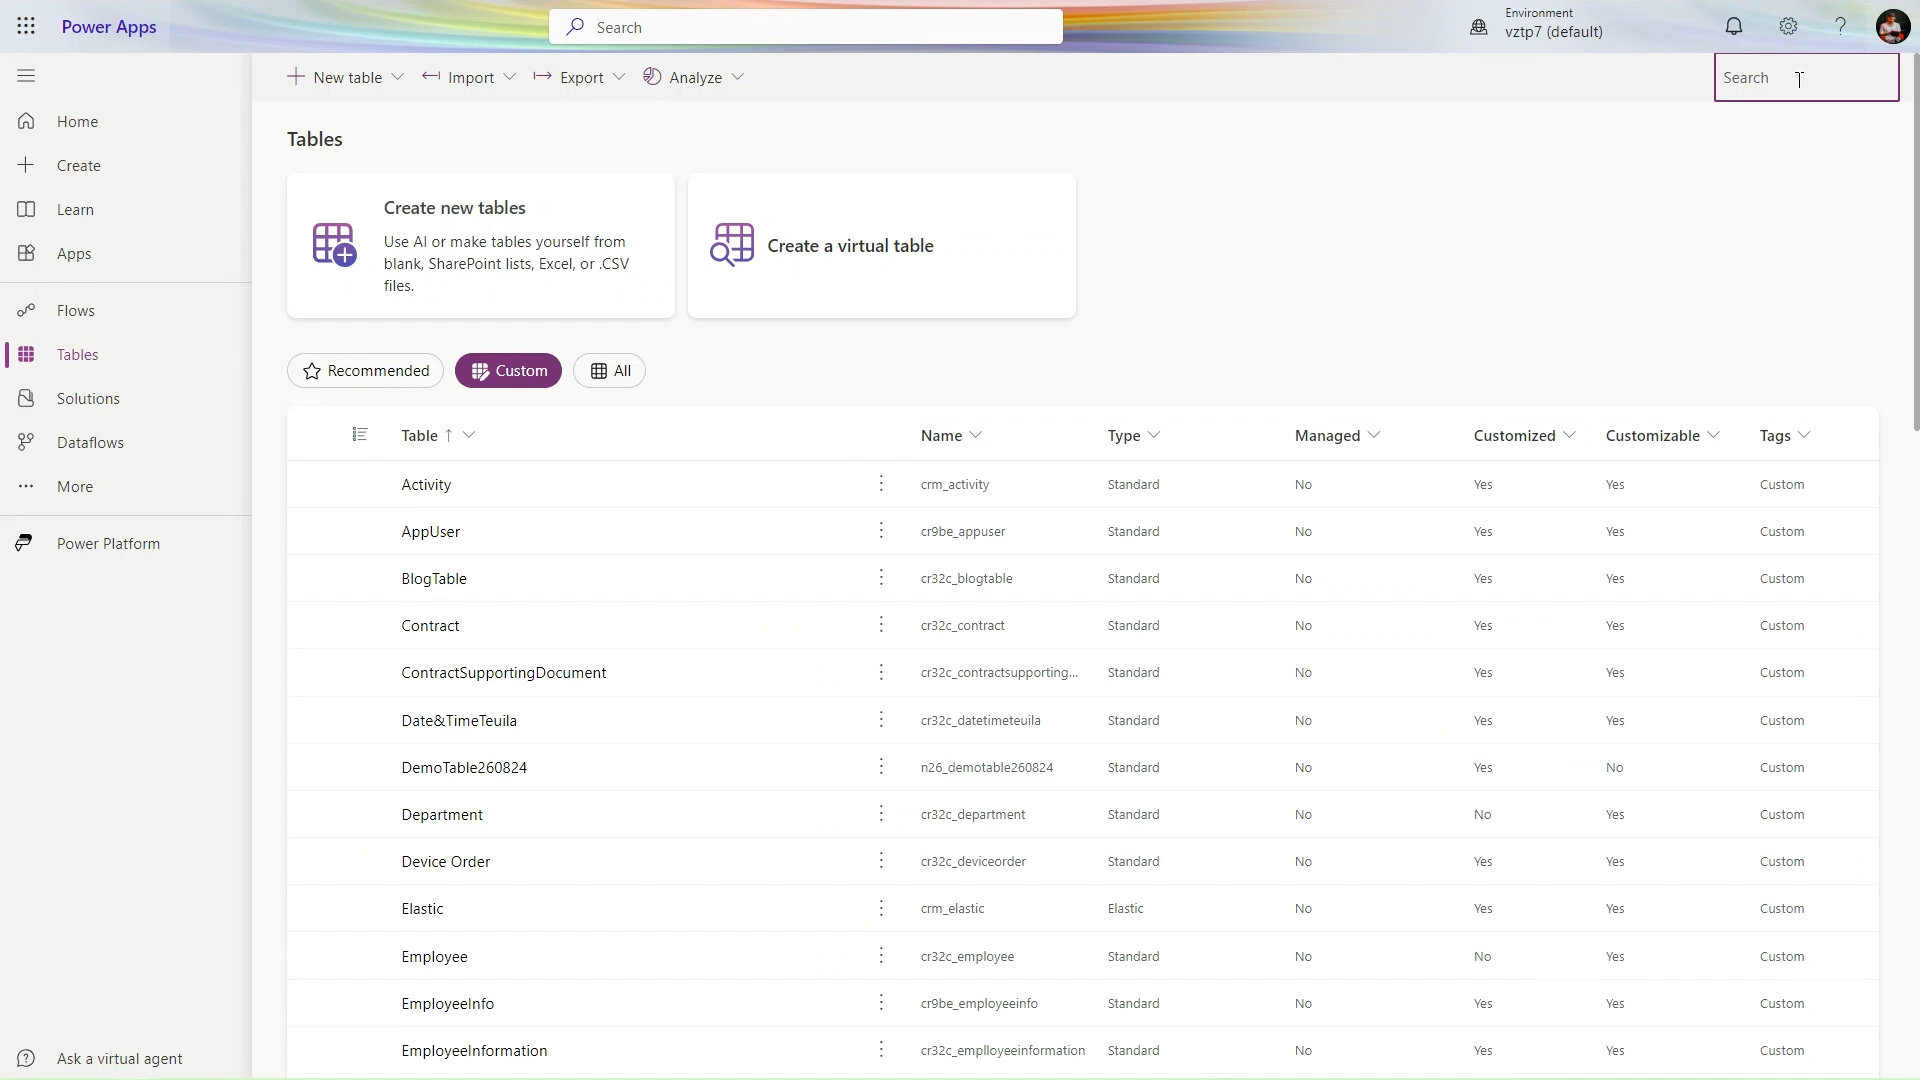 Power Apps
Search
Environment
vztp7 (default)
New table
Import
Export
Analyze
Search
Home
Create
Learn
Apps
Flows
Tables
Solutions
Dataflows
More
Power Platform
Ask a virtual agent
Tables
Create new tables
Use AI or make tables yourself from
blank, SharePoint lists, Excel, or .CSV
files.
Create a virtual table
Recommended
Custom
All
Table ↑ Name Type Managed Customized Customizable Tags
Activity crm_activity Standard No Yes Yes Custom
AppUser cr9be_appuser Standard No Yes Yes Custom
BlogTable cr32c_blogtable Standard No Yes Yes Custom
Contract cr32c_contract Standard No Yes Yes Custom
ContractSupportingDocument cr32c_contractsupporting... Standard No Yes Yes Custom
Date&TimeTeuila cr32c_datetimeteuila Standard No Yes Yes Custom
DemoTable260824 n26_demotable260824 Standard No Yes No Custom
Department cr32c_department Standard No No Yes Custom
Device Order cr32c_deviceorder Standard No Yes Yes Custom
Elastic crm_elastic Elastic No Yes Yes Custom
Employee cr32c_employee Standard No No Yes Custom
EmployeeInfo cr9be_employeeinfo Standard No Yes Yes Custom
EmployeeInformation cr32c_emplloyeeinformation Standard No Yes Yes Custom